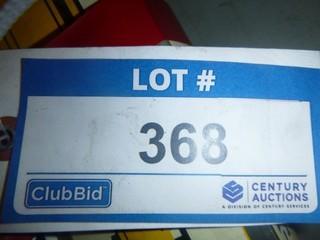 LOT #
368
ClubBid
CENTURY
AUCTIONS
A DIVISION OF CENTURY SERVICES